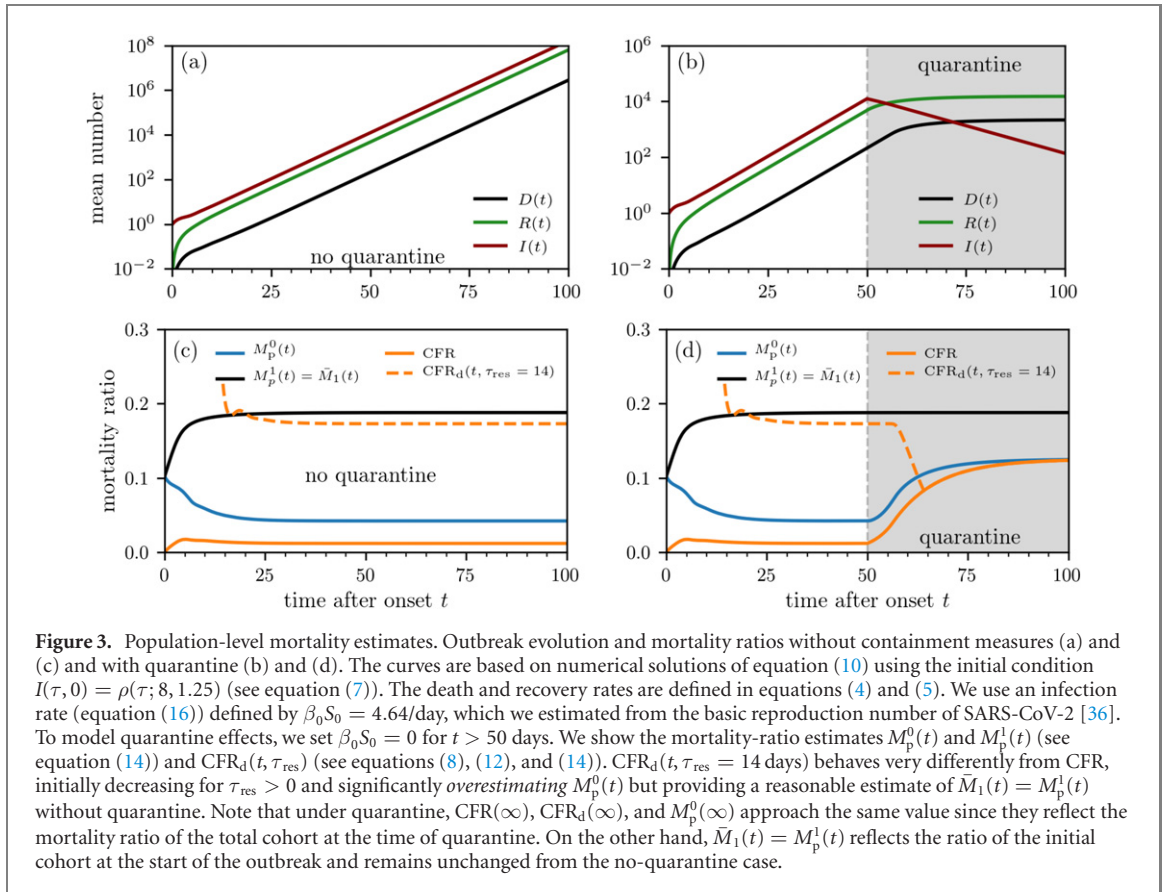 (a)
no quarantine
D(t)
R(t)
I(t)
mean number
10^8
10^6
10^4
10^2
10^0
10^−2
0 25 50 75 100
(b)
quarantine
D(t)
R(t)
I(t)
10^6
10^4
10^2
10^0
10^−2
0 25 50 75 100
(c)
M_p^0(t)
M_p^1(t) = M̄_1(t)
CFR
CFR_d(t, τ_res = 14)
no quarantine
mortality ratio
0.3
0.2
0.1
0.0
0 25 50 75 100
time after onset t
(d)
M_p^0(t)
M_p^1(t) = M̄_1(t)
CFR
CFR_d(t, τ_res = 14)
quarantine
0.3
0.2
0.1
0.0
0 25 50 75 100
time after onset t
Figure 3. Population-level mortality estimates. Outbreak evolution and mortality ratios without containment measures (a) and
(c) and with quarantine (b) and (d). The curves are based on numerical solutions of equation (10) using the initial condition
I(τ, 0) = ρ(τ; 8, 1.25) (see equation (7)). The death and recovery rates are defined in equations (4) and (5). We use an infection
rate (equation (16)) defined by β_0S_0 = 4.64/day, which we estimated from the basic reproduction number of SARS-CoV-2 [36].
To model quarantine effects, we set β_0S_0 = 0 for t > 50 days. We show the mortality-ratio estimates M_p^0(t) and M_p^1(t) (see
equation (14)) and CFR_d(t, τ_res) (see equations (8), (12), and (14)). CFR_d(t, τ_res = 14 days) behaves very differently from CFR,
initially decreasing for τ_res > 0 and significantly overestimating M_p^0(t) but providing a reasonable estimate of M̄_1(t) = M_p^1(t)
without quarantine. Note that under quarantine, CFR(∞), CFR_d(∞), and M_p^0(∞) approach the same value since they reflect the
mortality ratio of the total cohort at the time of quarantine. On the other hand, M̄_1(t) = M_p^1(t) reflects the ratio of the initial
cohort at the start of the outbreak and remains unchanged from the no-quarantine case.